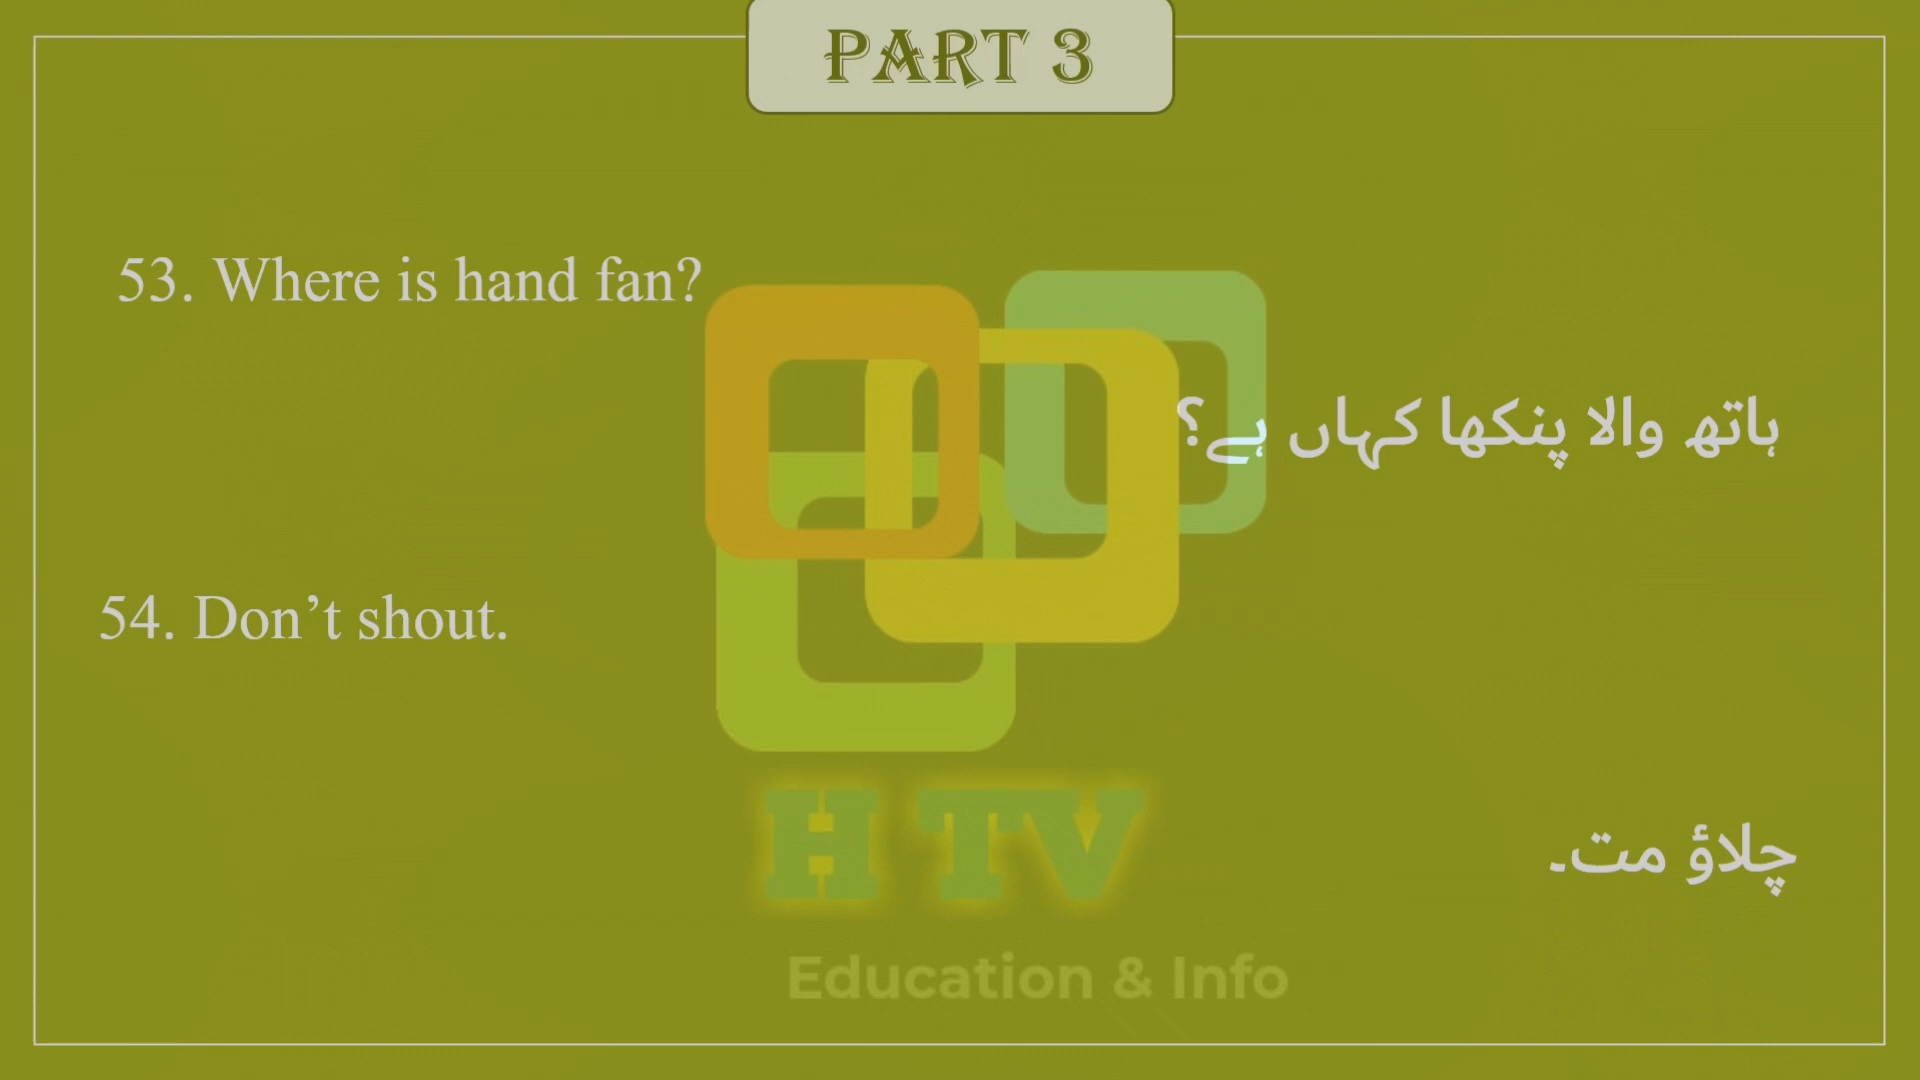 PART 3
53. Where is hand fan?
ہاتھ والا پنکھا کہاں ہے؟
54. Don’t shout.
چلاؤ مت۔
H TV
Education & Info